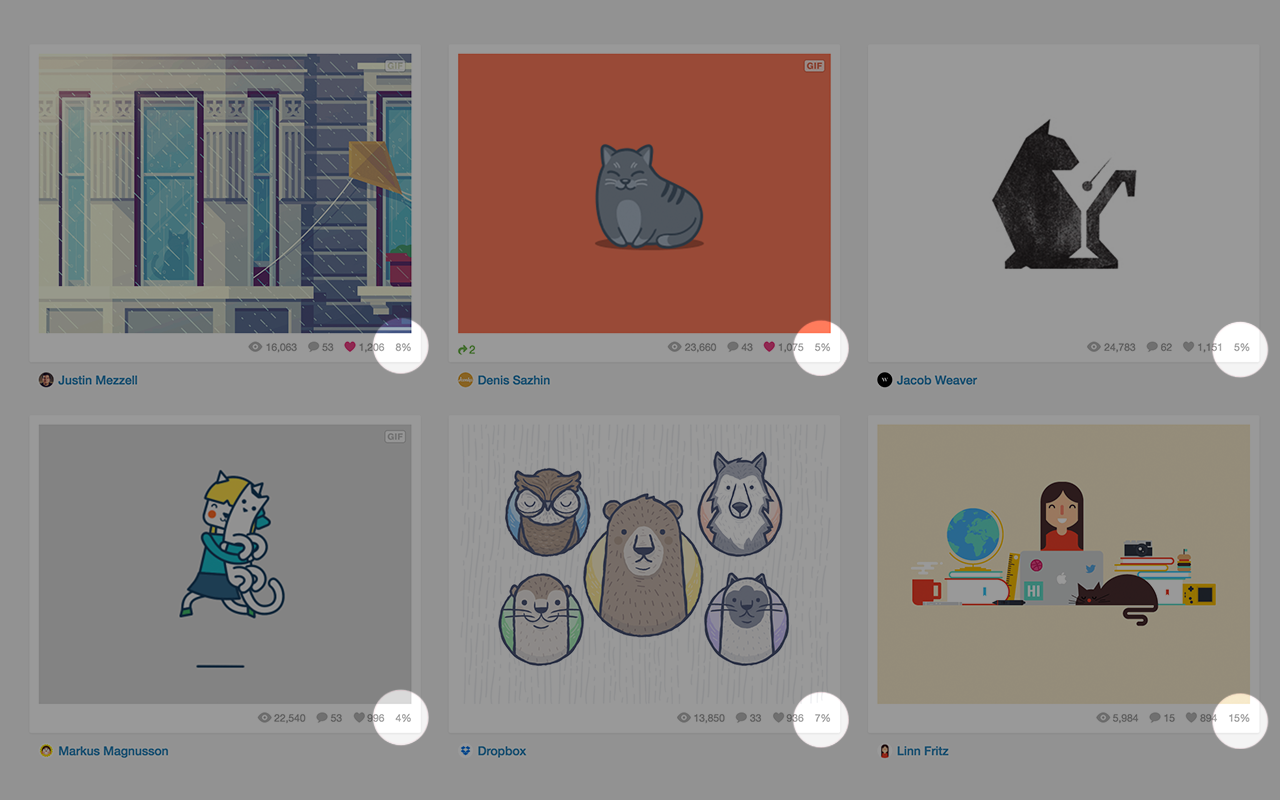 GIF
GIF
16,063 53 1,206 8%
2 23,660 43 1,075 5%
24,783 62 1,151 5%
Justin Mezzell
Denis Sazhin
Jacob Weaver
GIF
HI
22,540 53 996 4%
13,850 33 936 7%
5,984 15 894 15%
Markus Magnusson
Dropbox
Linn Fritz